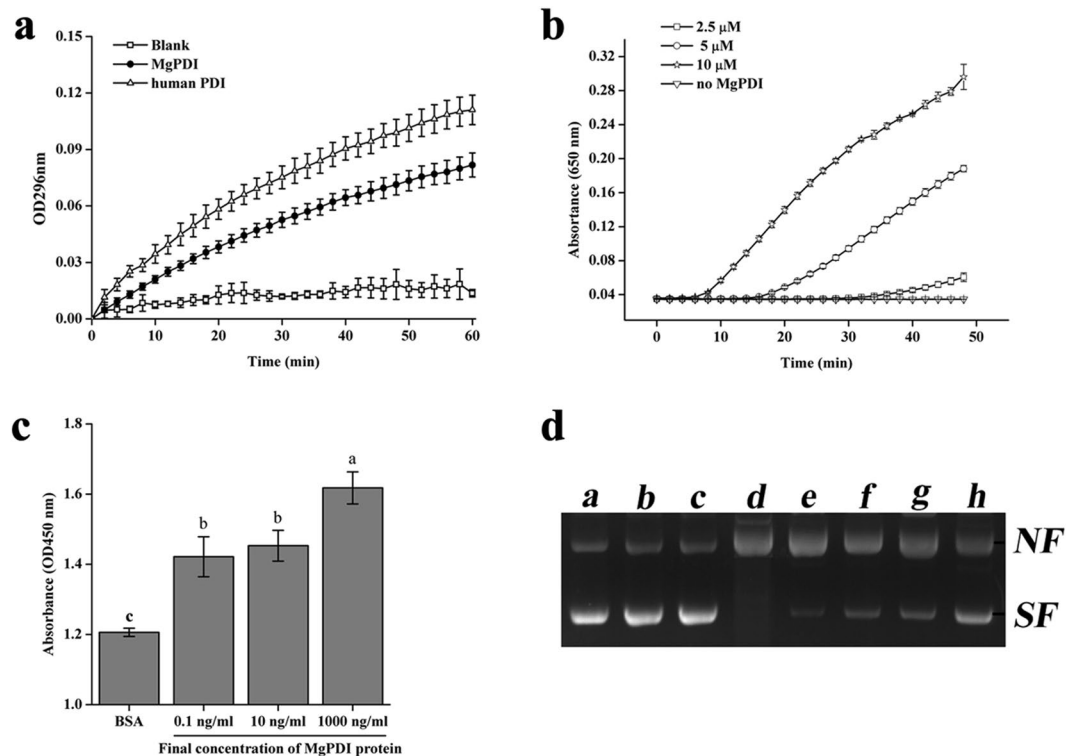 a
0.15
0.12
0.09
0.06
0.03
0.00
OD296nm
Blank
MgPDI
human PDI
0 10 20 30 40 50 60
Time (min)
b
2.5 μM
5 μM
10 μM
no MgPDI
0.32
0.28
0.24
0.20
0.16
0.12
0.08
0.04
Absortance (650 nm)
0 10 20 30 40 50
Time (min)
c
1.8
1.6
1.4
1.2
1.0
Absorbance (OD450 nm)
c b b a
BSA 0.1 ng/ml 10 ng/ml 1000 ng/ml
Final concentration of MgPDI protein
d
a b c d e f g h
NF
SF